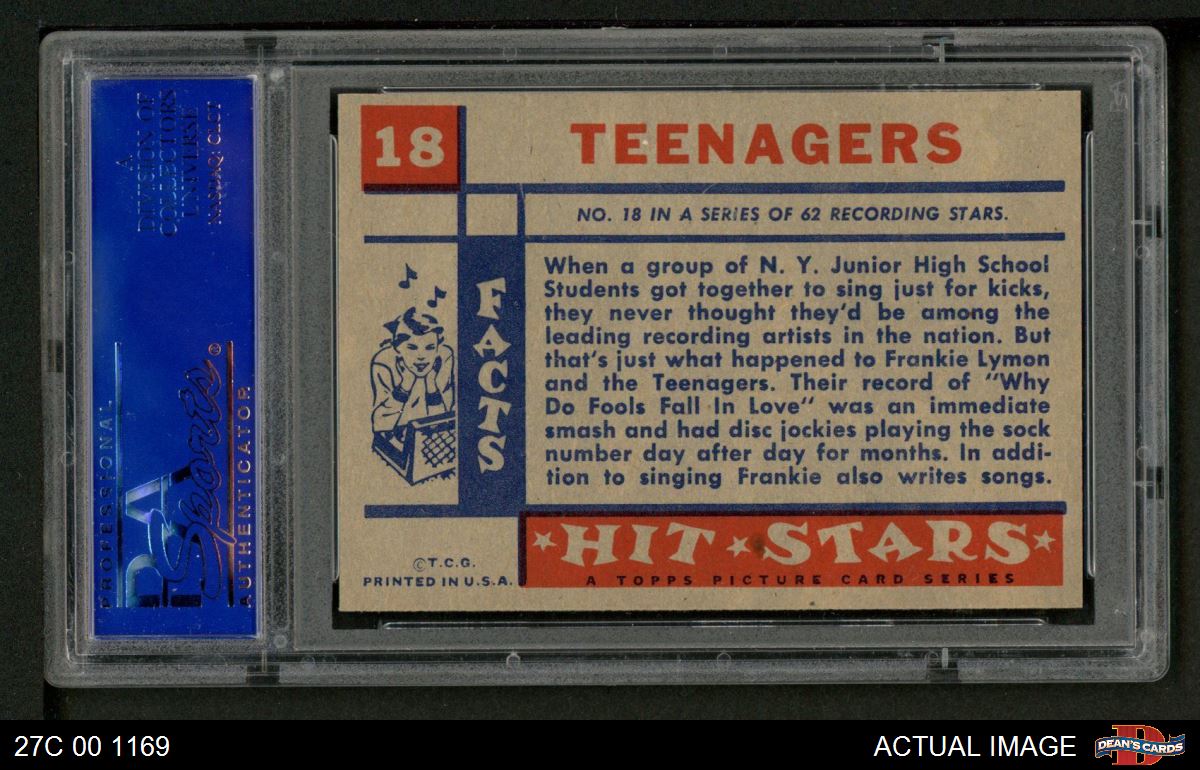 A
DIVISION OF
COLLECTORS
UNIVERSE
NASDAQ: CLCT
PROFESSIONAL
PSA
Sports®
AUTHENTICATOR
18
TEENAGERS
NO. 18 IN A SERIES OF 62 RECORDING STARS.
FACTS
When a group of N. Y. Junior High School
Students got together to sing just for kicks,
they never thought they'd be among the
leading recording artists in the nation. But
that's just what happened to Frankie Lymon
and the Teenagers. Their record of "Why
Do Fools Fall In Love" was an immediate
smash and had disc jockies playing the sock
number day after day for months. In addi-
tion to singing Frankie also writes songs.
©T.C.G.
PRINTED IN U.S.A.
HIT STARS
A TOPPS PICTURE CARD SERIES
27C 00 1169
ACTUAL IMAGE
D
DEAN'S CARDS